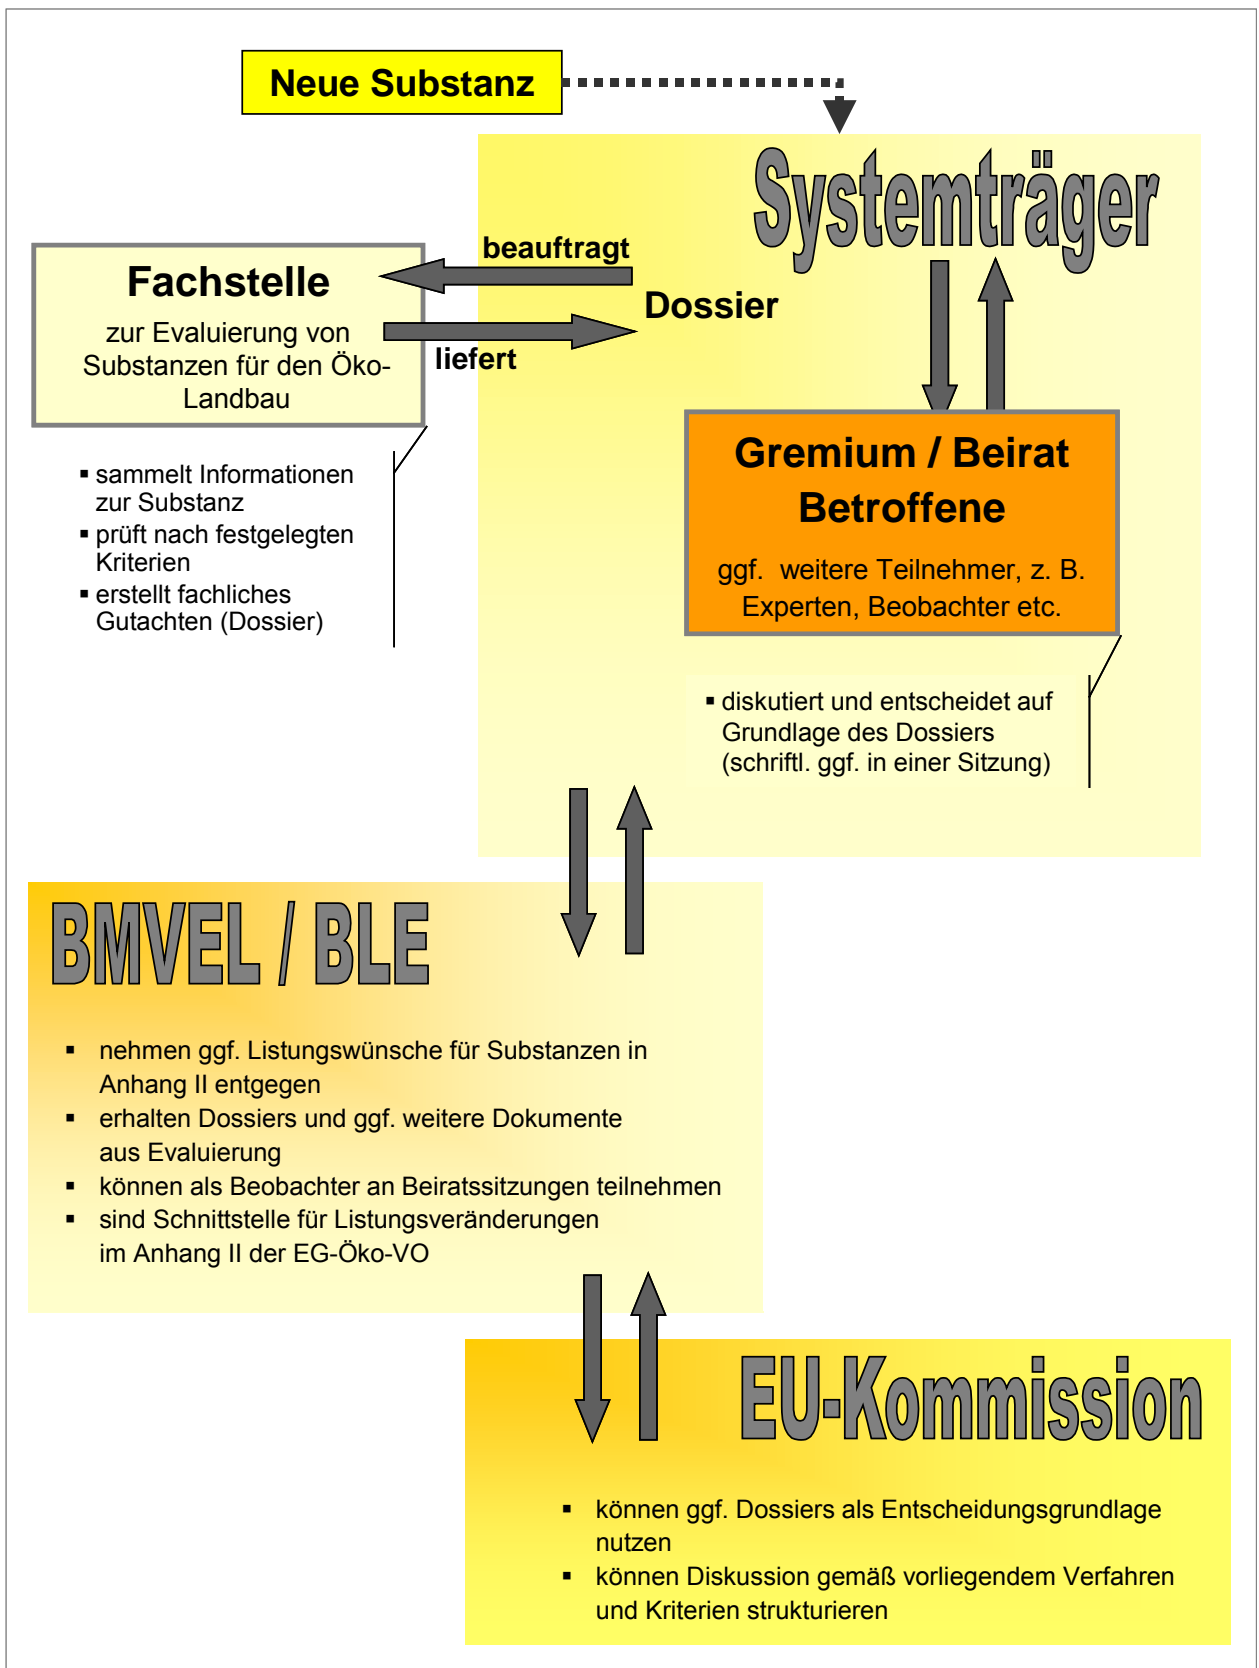 Neue Substanz
Systemträger
beauftragt
Fachstelle
zur Evaluierung von
Substanzen für den Öko-
Landbau
Dossier
liefert
▪ sammelt Informationen
zur Substanz
▪ prüft nach festgelegten
Kriterien
▪ erstellt fachliches
Gutachten (Dossier)
Gremium / Beirat
Betroffene
ggf. weitere Teilnehmer, z. B.
Experten, Beobachter etc.
▪ diskutiert und entscheidet auf
Grundlage des Dossiers
(schriftl. ggf. in einer Sitzung)
BMVEL / BLE
▪ nehmen ggf. Listungswünsche für Substanzen in
Anhang II entgegen
▪ erhalten Dossiers und ggf. weitere Dokumente
aus Evaluierung
▪ können als Beobachter an Beiratssitzungen teilnehmen
▪ sind Schnittstelle für Listungsveränderungen
im Anhang II der EG-Öko-VO
EU-Kommission
▪ können ggf. Dossiers als Entscheidungsgrundlage
nutzen
▪ können Diskussion gemäß vorliegendem Verfahren
und Kriterien strukturieren